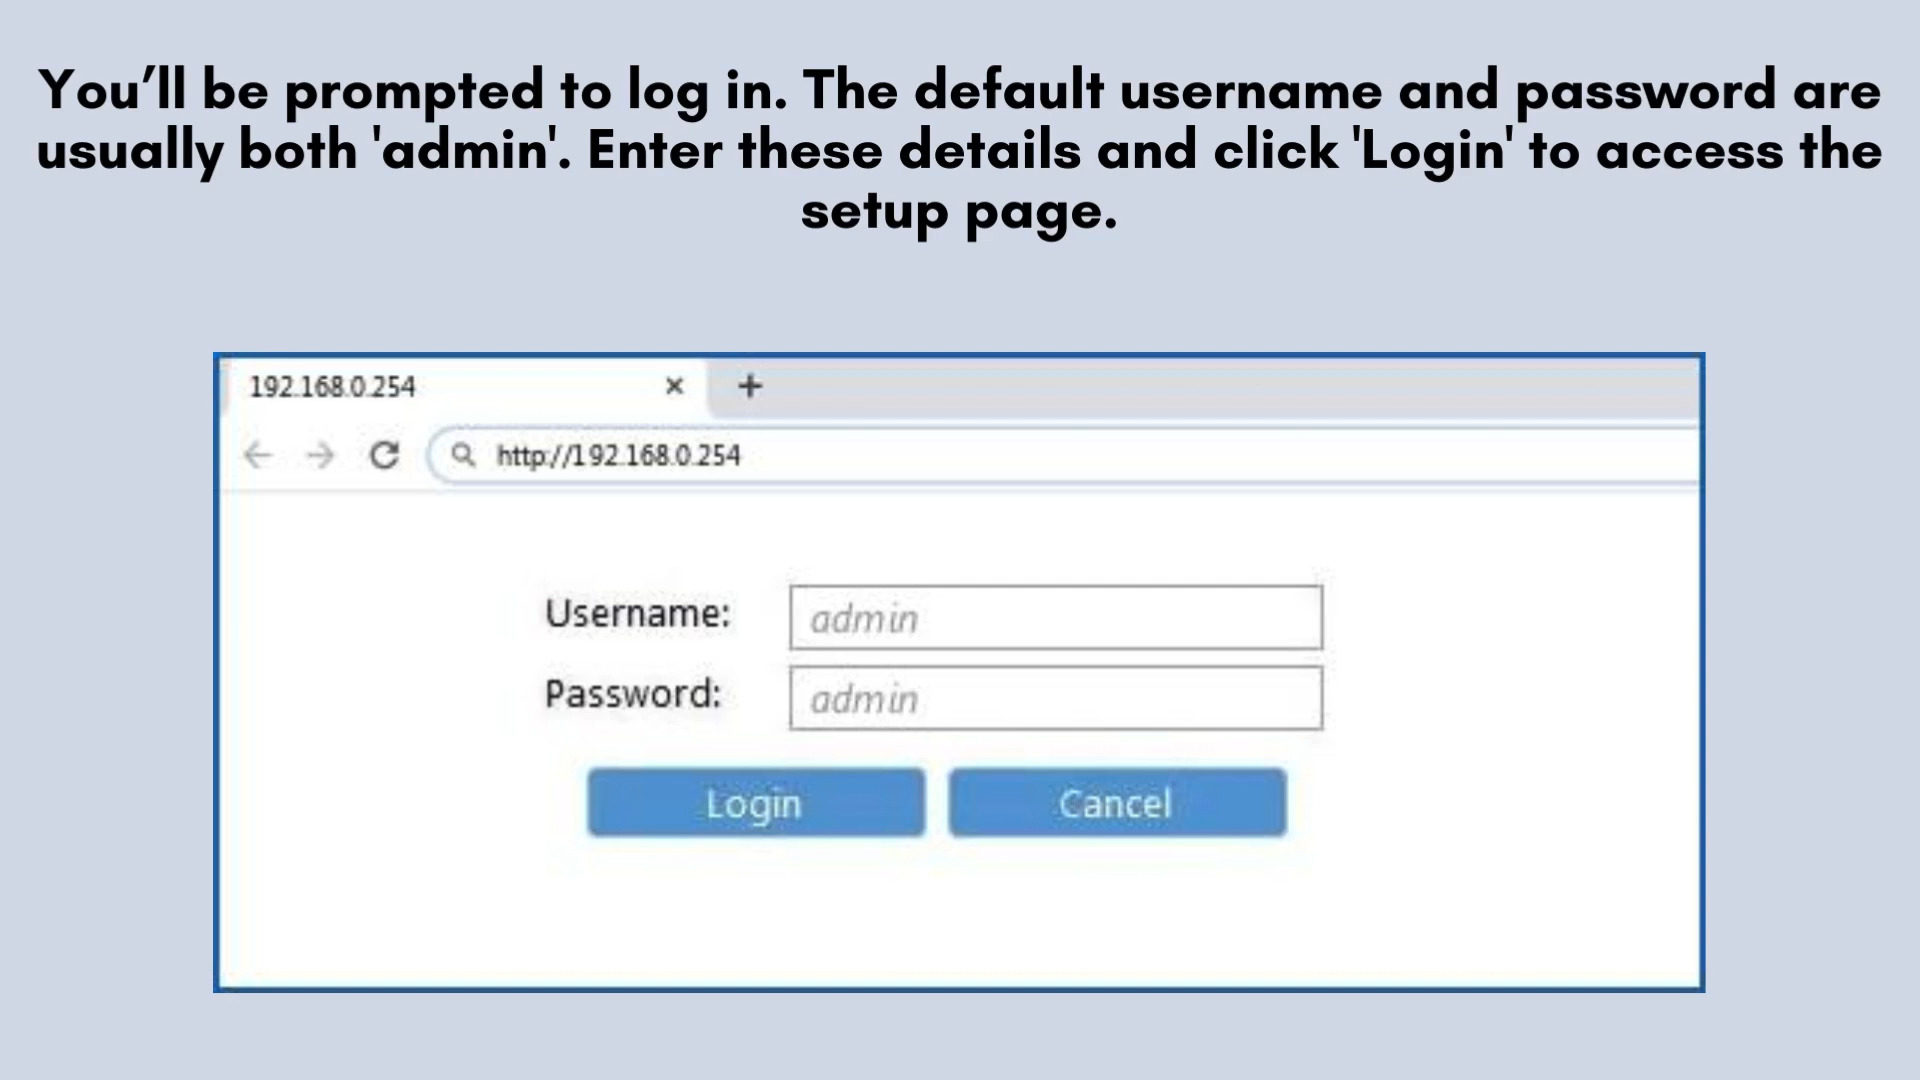 You’ll be prompted to log in. The default username and password are
usually both 'admin'. Enter these details and click 'Login' to access the
setup page.
192.168.0.254
http://192.168.0.254
Username: admin
Password: admin
Login Cancel